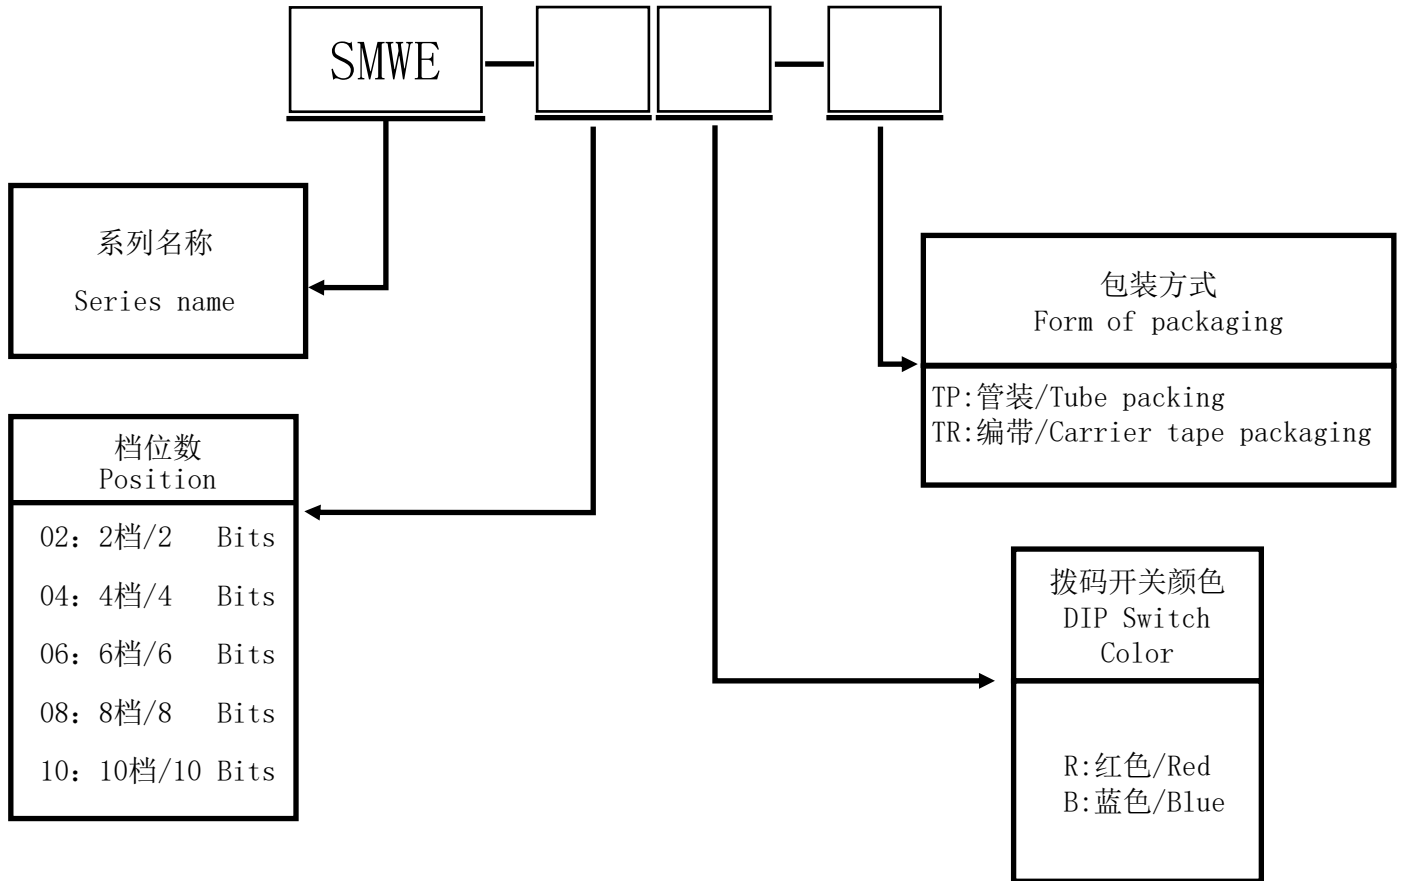 SMWE
系列名称
Series name
包装方式
Form of packaging
TP:管装/Tube packing
TR:编带/Carrier tape packaging
档位数
Position
02：2档/2 Bits
04：4档/4 Bits
06：6档/6 Bits
08：8档/8 Bits
10：10档/10 Bits
拨码开关颜色
DIP Switch
Color
R:红色/Red
B:蓝色/Blue